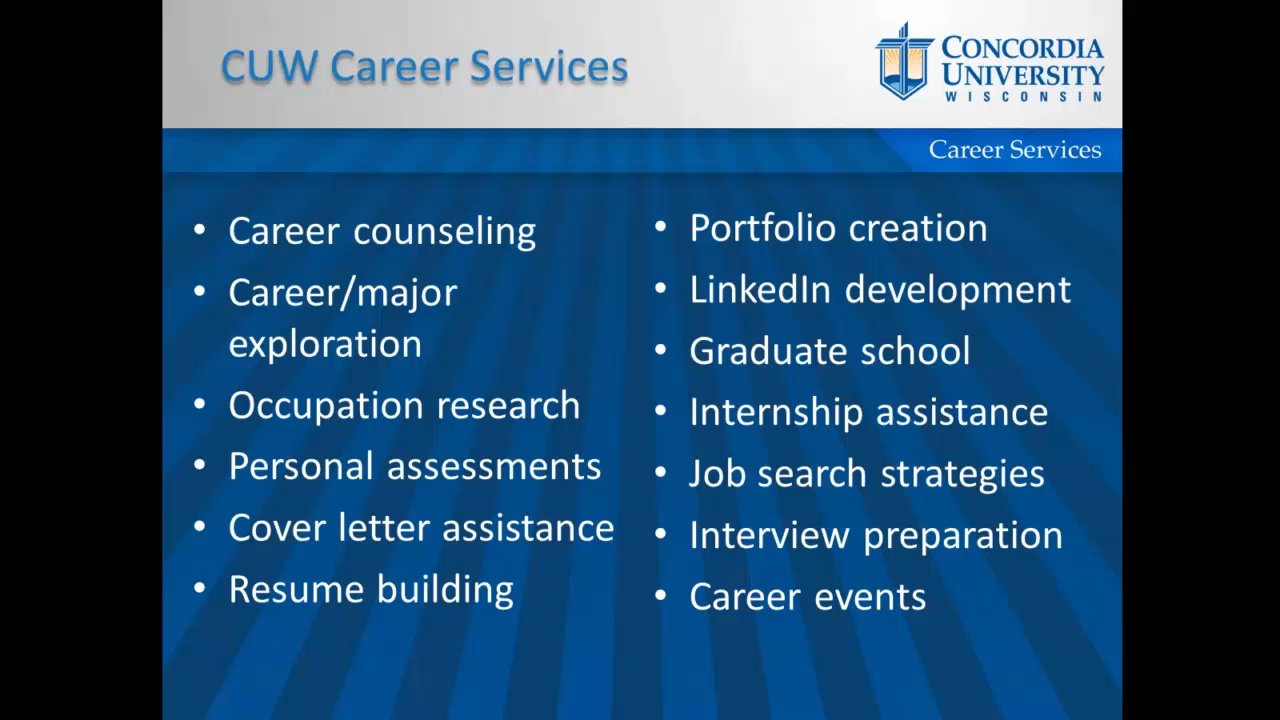 CUW Career Services
CONCORDIA
UNIVERSITY
WISCONSIN
Career Services
• Career counseling
• Career/major
exploration
• Occupation research
• Personal assessments
• Cover letter assistance
• Resume building
• Portfolio creation
• LinkedIn development
• Graduate school
• Internship assistance
• Job search strategies
• Interview preparation
• Career events